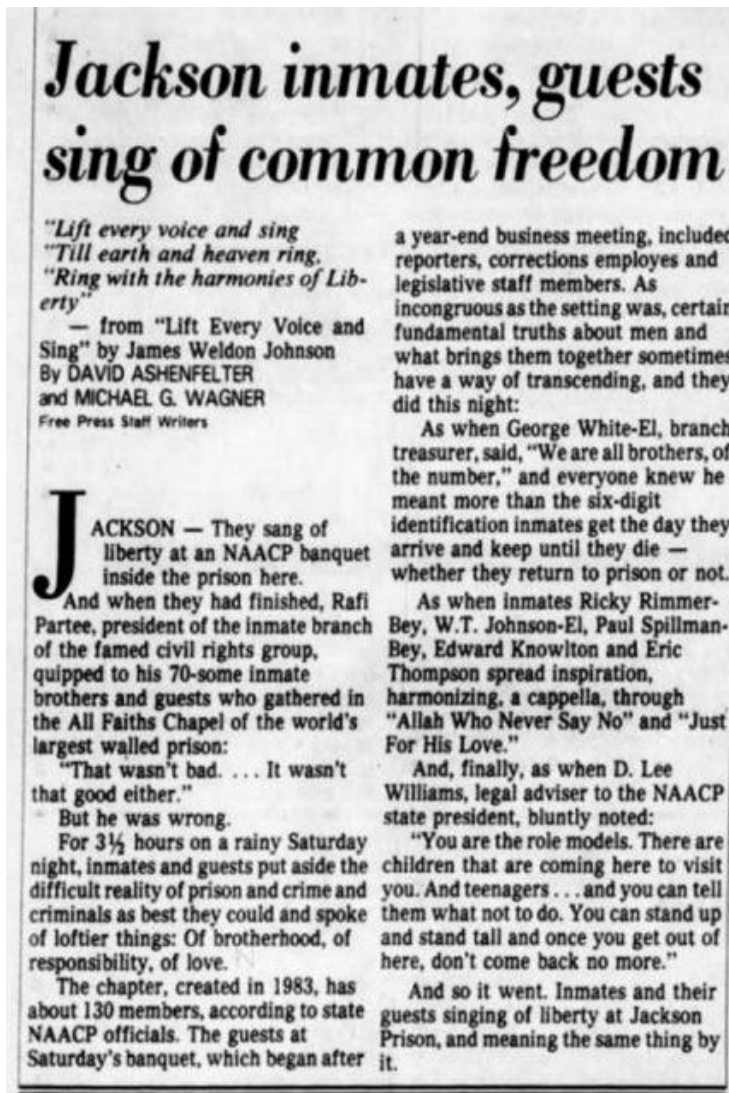 Jackson inmates, guests
sing of common freedom
"Lift every voice and sing
"Till earth and heaven ring,
"Ring with the harmonies of Lib-
erty"
— from "Lift Every Voice and
Sing" by James Weldon Johnson
By DAVID ASHENFELTER
and MICHAEL G. WAGNER
Free Press Staff Writers
JACKSON — They sang of
liberty at an NAACP banquet
inside the prison here.
And when they had finished, Rafi
Partee, president of the inmate branch
of the famed civil rights group,
quipped to his 70-some inmate
brothers and guests who gathered in
the All Faiths Chapel of the world's
largest walled prison:
"That wasn't bad. . . . It wasn't
that good either."
But he was wrong.
For 3½ hours on a rainy Saturday
night, inmates and guests put aside the
difficult reality of prison and crime and
criminals as best they could and spoke
of loftier things: Of brotherhood, of
responsibility, of love.
The chapter, created in 1983, has
about 130 members, according to state
NAACP officials. The guests at
Saturday's banquet, which began after
a year-end business meeting, included
reporters, corrections employes and
legislative staff members. As
incongruous as the setting was, certain
fundamental truths about men and
what brings them together sometimes
have a way of transcending, and they
did this night:
As when George White-El, branch
treasurer, said, "We are all brothers, of
the number," and everyone knew he
meant more than the six-digit
identification inmates get the day they
arrive and keep until they die —
whether they return to prison or not.
As when inmates Ricky Rimmer-
Bey, W.T. Johnson-El, Paul Spillman-
Bey, Edward Knowlton and Eric
Thompson spread inspiration,
harmonizing, a cappella, through
"Allah Who Never Say No" and "Just
For His Love."
And, finally, as when D. Lee
Williams, legal adviser to the NAACP
state president, bluntly noted:
"You are the role models. There are
children that are coming here to visit
you. And teenagers . . . and you can tell
them what not to do. You can stand up
and stand tall and once you get out of
here, don't come back no more."
And so it went. Inmates and their
guests singing of liberty at Jackson
Prison, and meaning the same thing by
it.